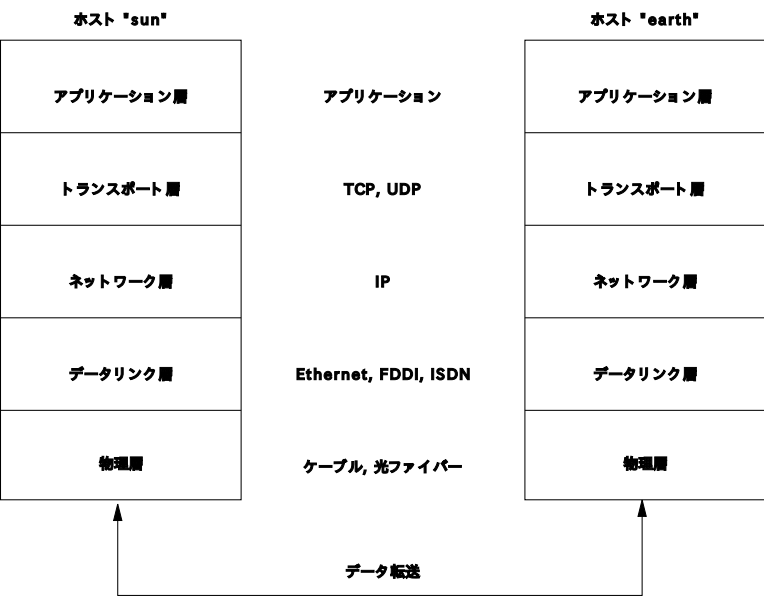 ホスト "sun"
ホスト "earth"
アプリケーション層
アプリケーション
アプリケーション層
トランスポート層
TCP, UDP
トランスポート層
ネットワーク層
IP
ネットワーク層
データリンク層
Ethernet, FDDI, ISDN
データリンク層
物理層
ケーブル, 光ファイバー
物理層
データ転送